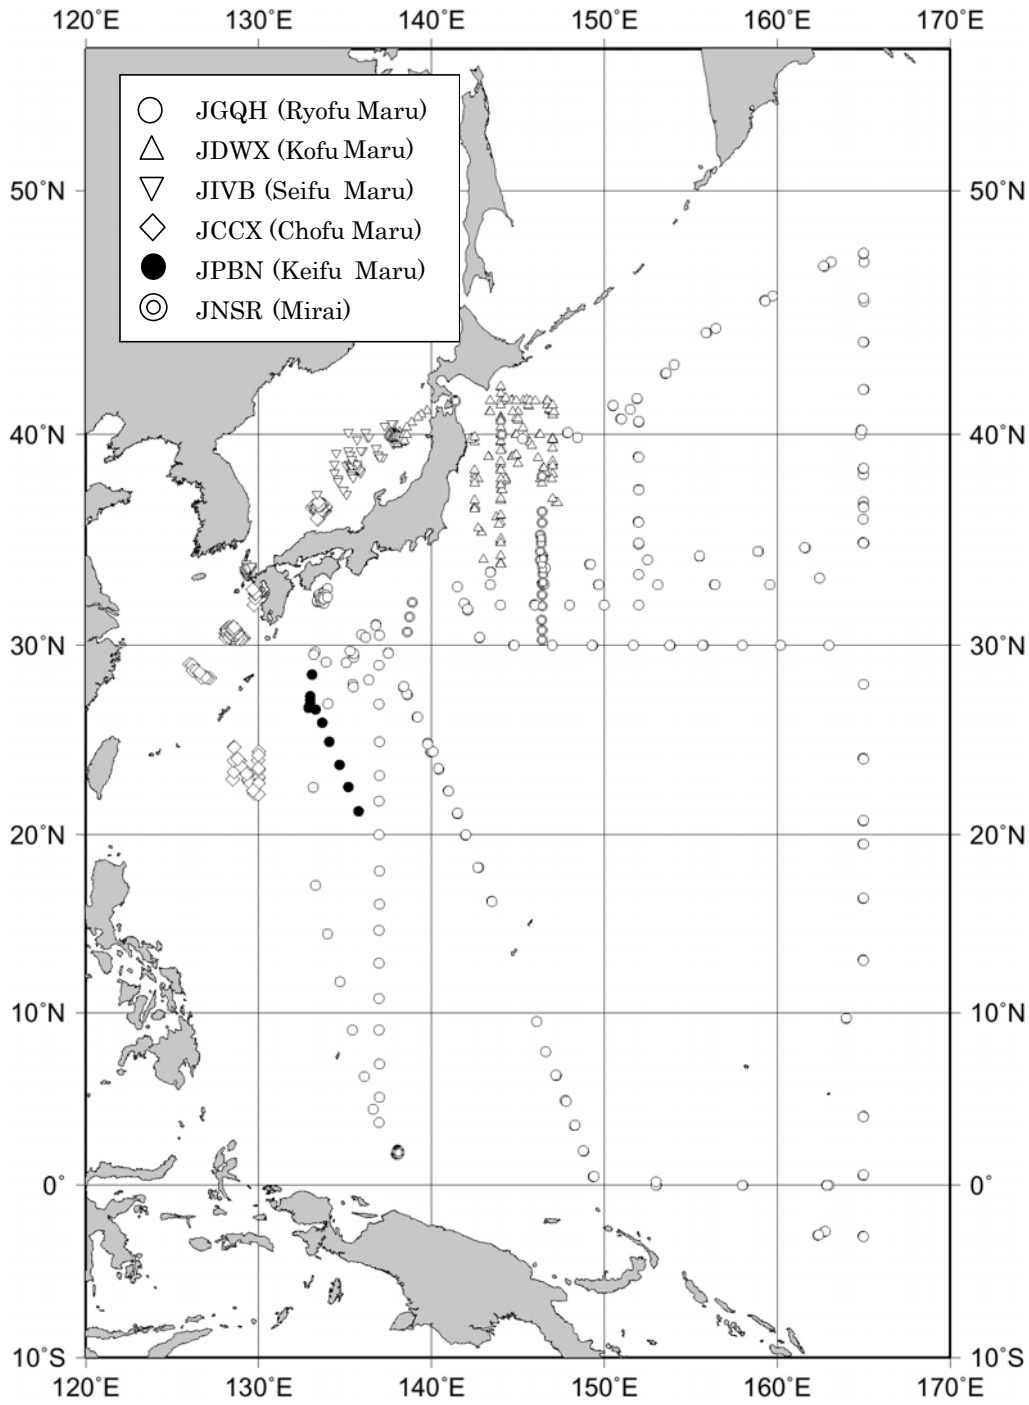 120°E 130°E 140°E 150°E 160°E 170°E
JGQH (Ryofu Maru)
JDWX (Kofu Maru)
JIVB (Seifu Maru)
JCCX (Chofu Maru)
JPBN (Keifu Maru)
JNSR (Mirai)
50°N 50°N
40°N 40°N
30°N 30°N
20°N 20°N
10°N 10°N
0° 0°
10°S 10°S
120°E 130°E 140°E 150°E 160°E 170°E